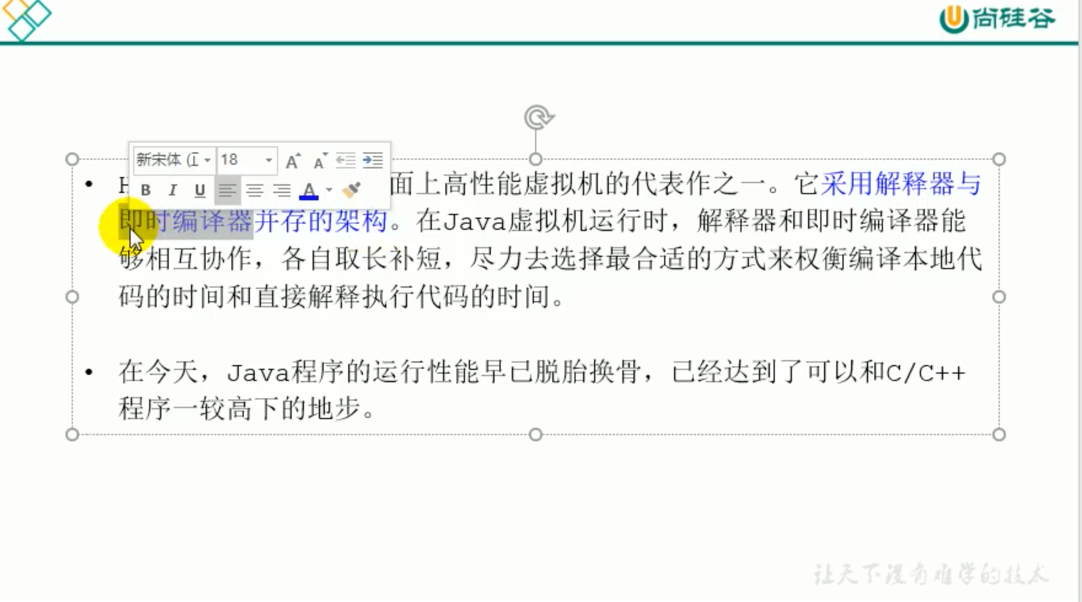 尚硅谷
新宋体 (I 18 A A
B I U A
H 面上高性能虚拟机的代表作之一。它采用解释器与
即时编译器并存的架构。在Java虚拟机运行时，解释器和即时编译器能
够相互协作，各自取长补短，尽力去选择最合适的方式来权衡编译本地代
码的时间和直接解释执行代码的时间。
在今天，Java程序的运行性能早已脱胎换骨，已经达到了可以和C/C++
程序一较高下的地步。
让天下没有难学的技术